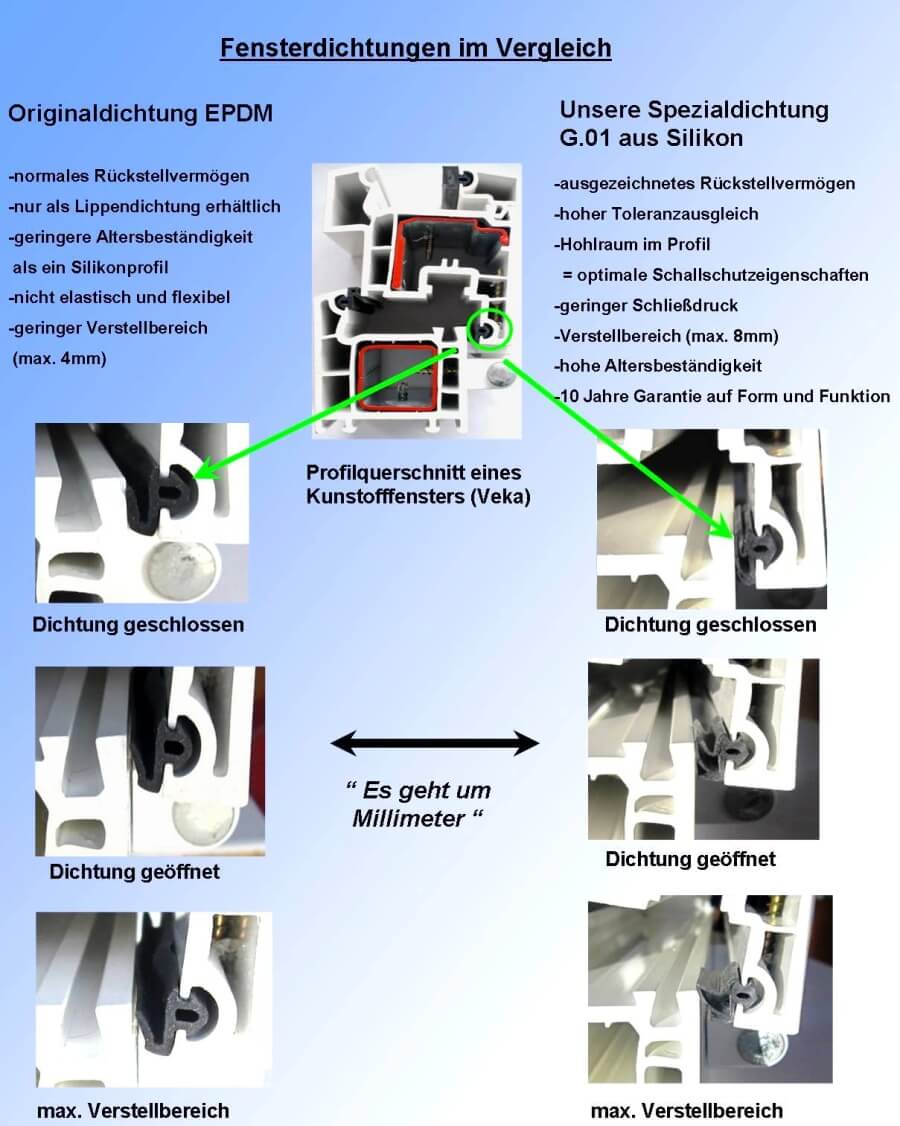 Fensterdichtungen im Vergleich
Originaldichtung EPDM
-normales Rückstellvermögen
-nur als Lippendichtung erhältlich
-geringere Altersbeständigkeit
als ein Silikonprofil
-nicht elastisch und flexibel
-geringer Verstellbereich
(max. 4mm)
Unsere Spezialdichtung
G.01 aus Silikon
-ausgezeichnetes Rückstellvermögen
-hoher Toleranzausgleich
-Hohlraum im Profil
= optimale Schallschutzeigenschaften
-geringer Schließdruck
-Verstellbereich (max. 8mm)
-hohe Altersbeständigkeit
-10 Jahre Garantie auf Form und Funktion
Profilquerschnitt eines
Kunstofffensters (Veka)
Dichtung geschlossen
Dichtung geschlossen
“ Es geht um
Millimeter “
Dichtung geöffnet
Dichtung geöffnet
max. Verstellbereich
max. Verstellbereich